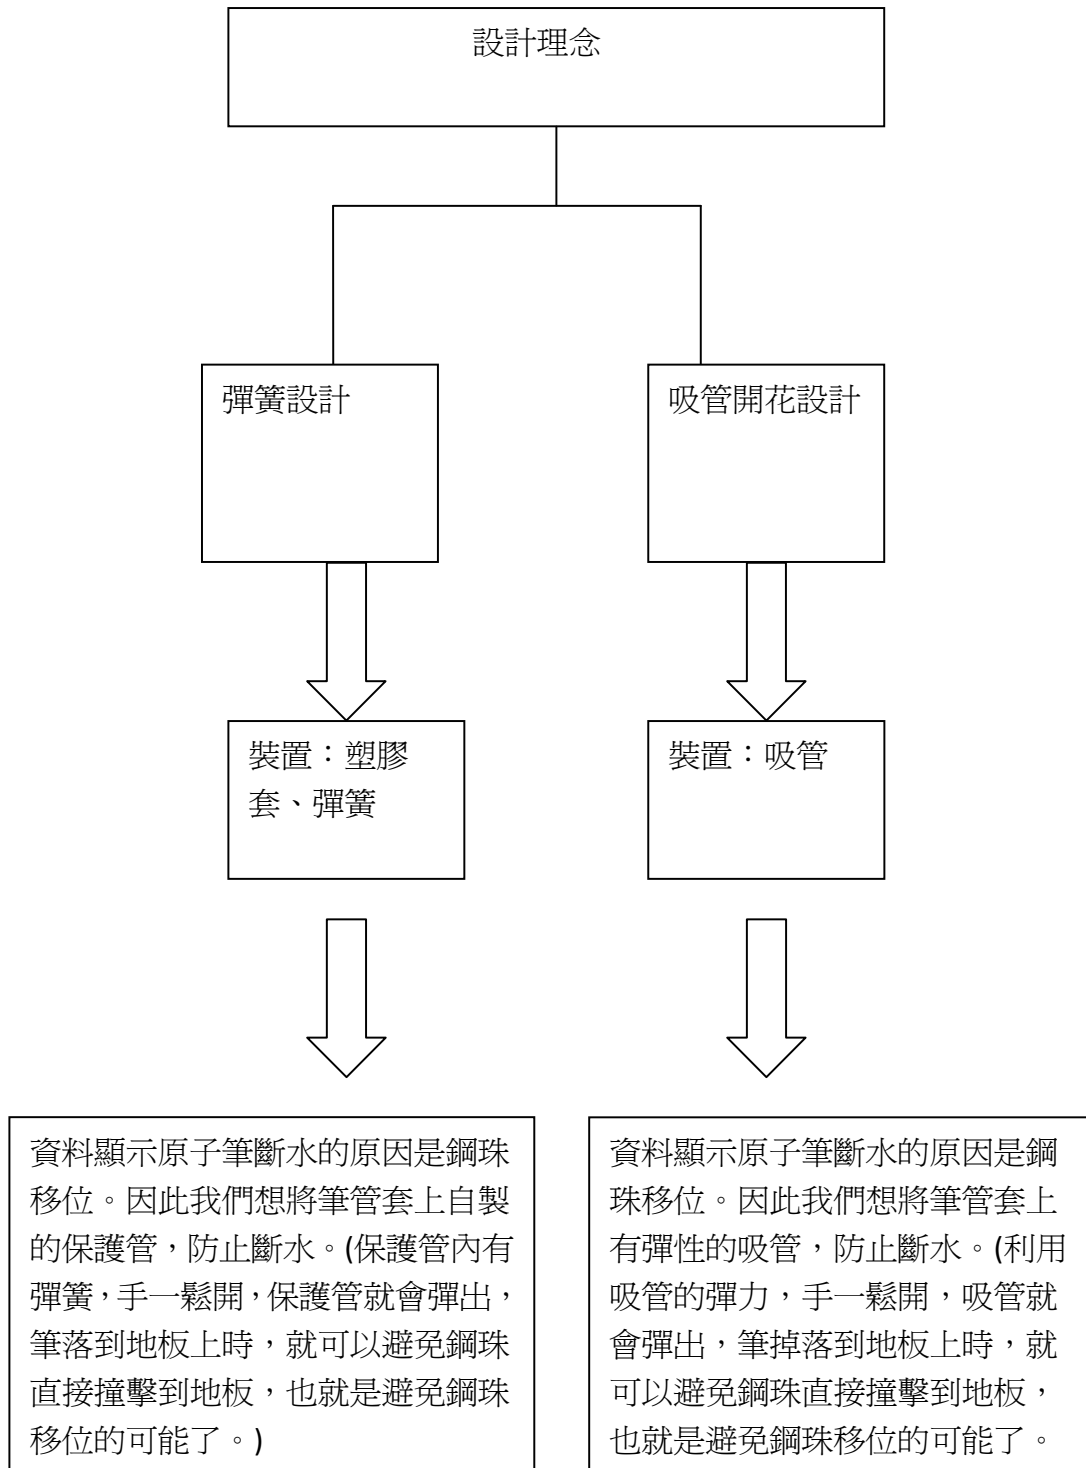 設計理念
彈簧設計
吸管開花設計
裝置：塑膠
套、彈簧
裝置：吸管
資料顯示原子筆斷水的原因是鋼珠
移位。因此我們想將筆管套上自製
的保護管，防止斷水。(保護管內有
彈簧，手一鬆開，保護管就會彈出，
筆落到地板上時，就可以避免鋼珠
直接撞擊到地板，也就是避免鋼珠
移位的可能了。)
資料顯示原子筆斷水的原因是鋼
珠移位。因此我們想將筆管套上
有彈性的吸管，防止斷水。(利用
吸管的彈力，手一鬆開，吸管就
會彈出，筆掉落到地板上時，就
可以避免鋼珠直接撞擊到地板，
也就是避免鋼珠移位的可能了。